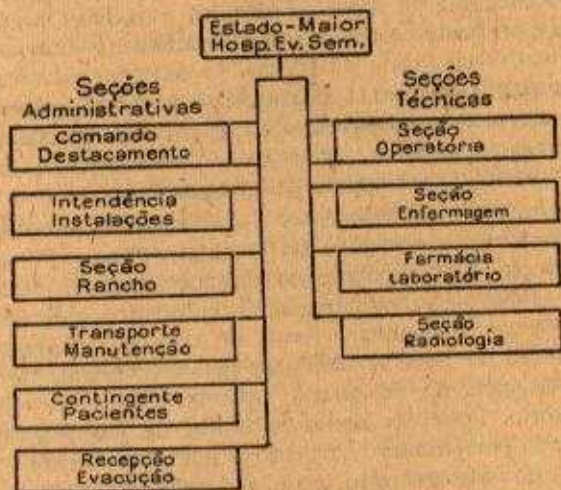 Estado-Maior
Hosp. Ev. Sem.
Seções
Administrativas
Comando
Destacamento
Intendência
Instalações
Seção
Rancho
Transporte
Manutenção
Contingente
Pacientes
Recepção
Evacução
Seções
Técnicas
Seção
Operatória
Seção
Enfermagem
Farmácia
Laboratório
Seção
Radiologia